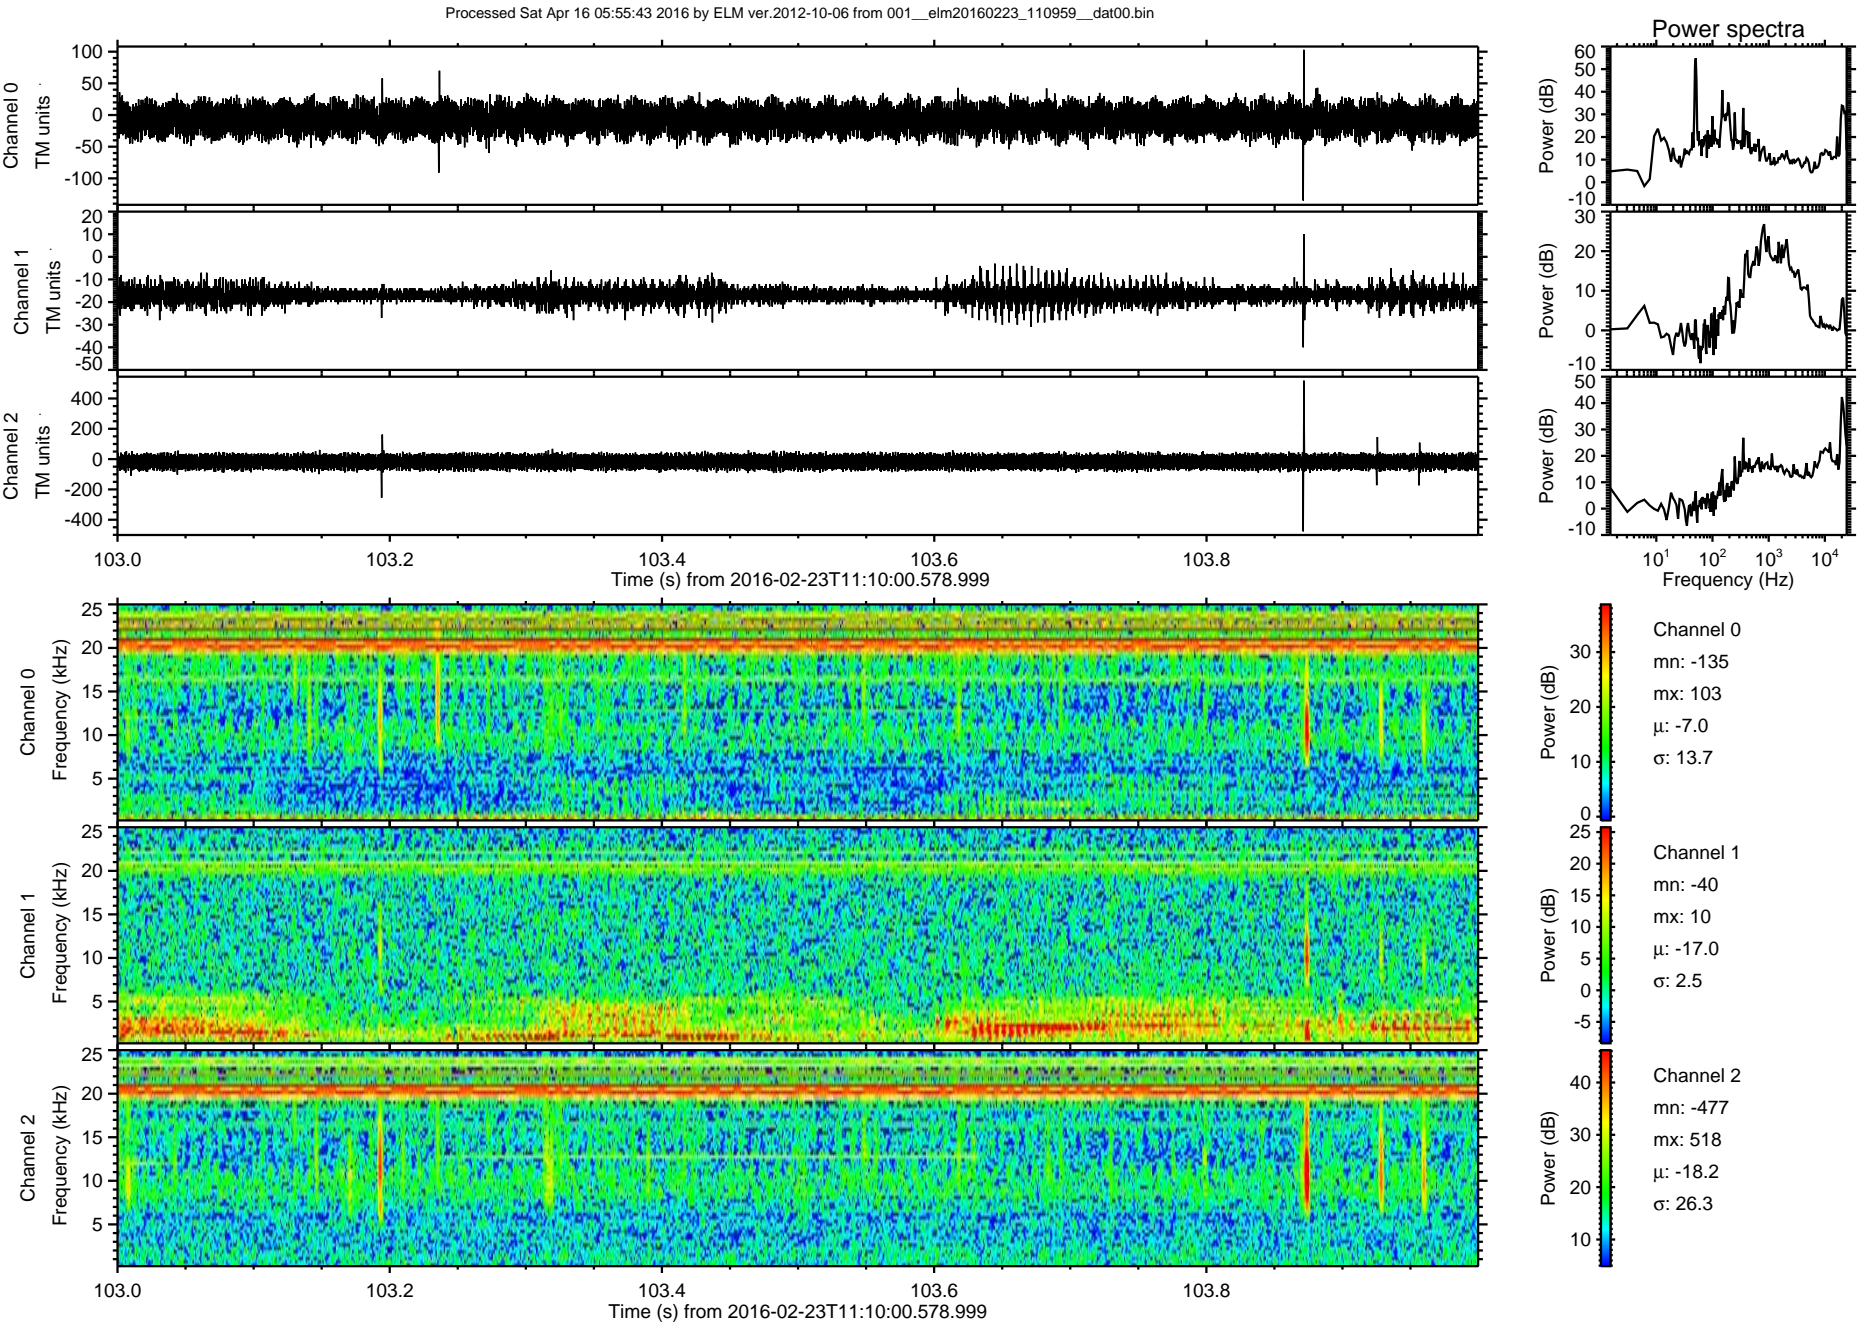 Processed Sat Apr 16 05:55:43 2016 by ELM ver.2012-10-06 from 001__elm20160223_110959__dat00.bin
Power spectra
Channel 0
TM units
100
50
0
-50
-100
Power (dB)
60
50
40
30
20
10
0
-10
Channel 1
TM units
20
10
0
-10
-20
-30
-40
-50
Power (dB)
30
20
10
0
-10
Channel 2
TM units
400
200
0
-200
-400
Power (dB)
50
40
30
20
10
0
-10
103.0 103.2 103.4 103.6 103.8
Time (s) from 2016-02-23T11:10:00.578.999
10¹ 10² 10³ 10⁴
Frequency (Hz)
Channel 0
Frequency (kHz)
25
20
15
10
5
Power (dB)
30
20
10
0
Channel 0
mn: -135
mx: 103
µ: -7.0
σ: 13.7
Channel 1
Frequency (kHz)
25
20
15
10
5
Power (dB)
25
20
15
10
5
0
-5
Channel 1
mn: -40
mx: 10
µ: -17.0
σ: 2.5
Channel 2
Frequency (kHz)
25
20
15
10
5
Power (dB)
40
30
20
10
Channel 2
mn: -477
mx: 518
µ: -18.2
σ: 26.3
103.0 103.2 103.4 103.6 103.8
Time (s) from 2016-02-23T11:10:00.578.999